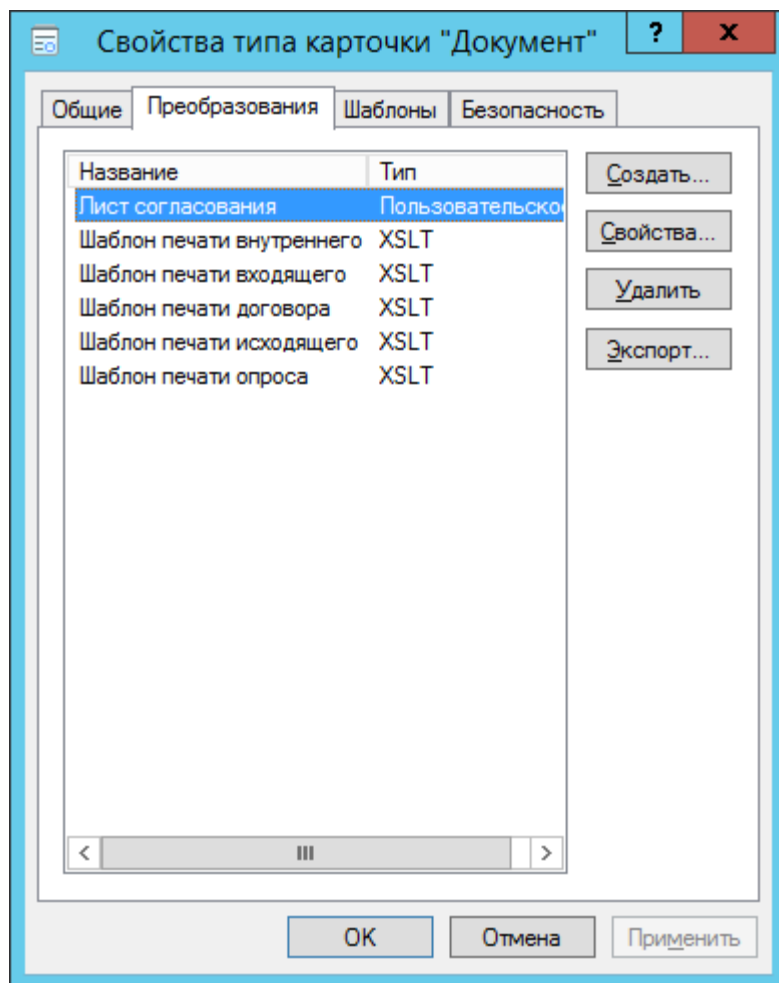 Свойства типа карточки "Документ" ? x
Общие Преобразования Шаблоны Безопасность
Название Тип
Создать...
Лист согласования Пользовательское
Свойства...
Шаблон печати внутреннего XSLT
Шаблон печати входящего XSLT
Удалить
Шаблон печати договора XSLT
Шаблон печати исходящего XSLT
Экспорт...
Шаблон печати опроса XSLT
OK Отмена Применить